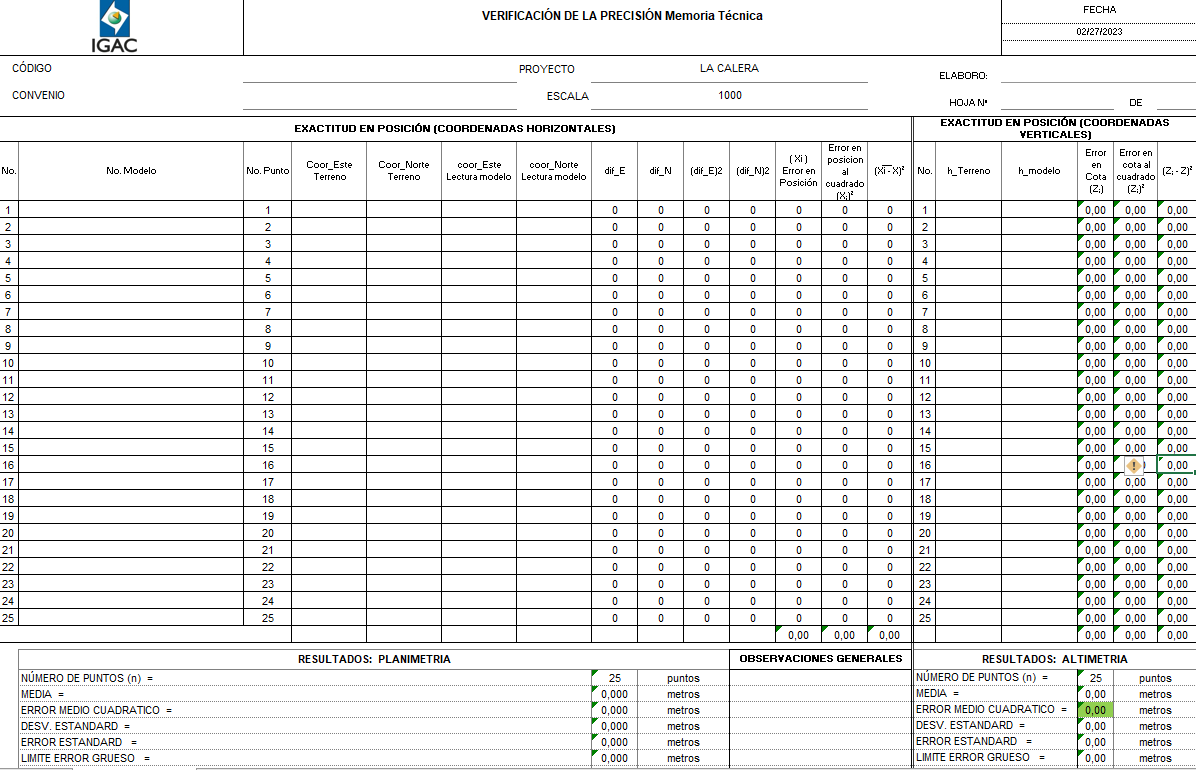 IGAC
VERIFICACIÓN DE LA PRECISIÓN Memoria Técnica
FECHA
02/27/2023
CÓDIGO
PROYECTO LA CALERA
ELABORO:
CONVENIO
ESCALA 1000
HOJA Nº DE
EXACTITUD EN POSICIÓN (COORDENADAS HORIZONTALES)
EXACTITUD EN POSICIÓN (COORDENADAS
VERTICALES)
No. No. Modelo No. Punto Coor_Este Terreno Coor_Norte Terreno coor_Este Lectura modelo coor_Norte Lectura modelo dif_E dif_N (dif_E)2 (dif_N)2 ( Xi ) Error en Posición Error en posicion al cuadrado (Xi)² (Xi - X)² No. h_Terreno h_modelo Error en Cota (Zi) Error en cota al cuadrado (Zi)² (Zi - Z)²
1 1 0 0 0 0 0 0 0 1 0,00 0,00 0,00
2 2 0 0 0 0 0 0 0 2 0,00 0,00 0,00
3 3 0 0 0 0 0 0 0 3 0,00 0,00 0,00
4 4 0 0 0 0 0 0 0 4 0,00 0,00 0,00
5 5 0 0 0 0 0 0 0 5 0,00 0,00 0,00
6 6 0 0 0 0 0 0 0 6 0,00 0,00 0,00
7 7 0 0 0 0 0 0 0 7 0,00 0,00 0,00
8 8 0 0 0 0 0 0 0 8 0,00 0,00 0,00
9 9 0 0 0 0 0 0 0 9 0,00 0,00 0,00
10 10 0 0 0 0 0 0 0 10 0,00 0,00 0,00
11 11 0 0 0 0 0 0 0 11 0,00 0,00 0,00
12 12 0 0 0 0 0 0 0 12 0,00 0,00 0,00
13 13 0 0 0 0 0 0 0 13 0,00 0,00 0,00
14 14 0 0 0 0 0 0 0 14 0,00 0,00 0,00
15 15 0 0 0 0 0 0 0 15 0,00 0,00 0,00
16 16 0 0 0 0 0 0 0 16 0,00 0,00
17 17 0 0 0 0 0 0 0 17 0,00 0,00 0,00
18 18 0 0 0 0 0 0 0 18 0,00 0,00 0,00
19 19 0 0 0 0 0 0 0 19 0,00 0,00 0,00
20 20 0 0 0 0 0 0 0 20 0,00 0,00 0,00
21 21 0 0 0 0 0 0 0 21 0,00 0,00 0,00
22 22 0 0 0 0 0 0 0 22 0,00 0,00 0,00
23 23 0 0 0 0 0 0 0 23 0,00 0,00 0,00
24 24 0 0 0 0 0 0 0 24 0,00 0,00 0,00
25 25 0 0 0 0 0 0 0 25 0,00 0,00 0,00
0,00 0,00 0,00 0,00 0,00 0,00
RESULTADOS: PLANIMETRIA OBSERVACIONES GENERALES RESULTADOS: ALTIMETRIA
NÚMERO DE PUNTOS (n) = 25 puntos NÚMERO DE PUNTOS (n) = 25 puntos
MEDIA = 0,000 metros MEDIA = 0,00 metros
ERROR MEDIO CUADRATICO = 0,000 metros ERROR MEDIO CUADRATICO = 0,00 metros
DESV. ESTANDARD = 0,000 metros DESV. ESTANDARD = 0,00 metros
ERROR ESTANDARD = 0,000 metros ERROR ESTANDARD = 0,00 metros
LIMITE ERROR GRUESO = 0,000 metros LIMITE ERROR GRUESO = 0,00 metros